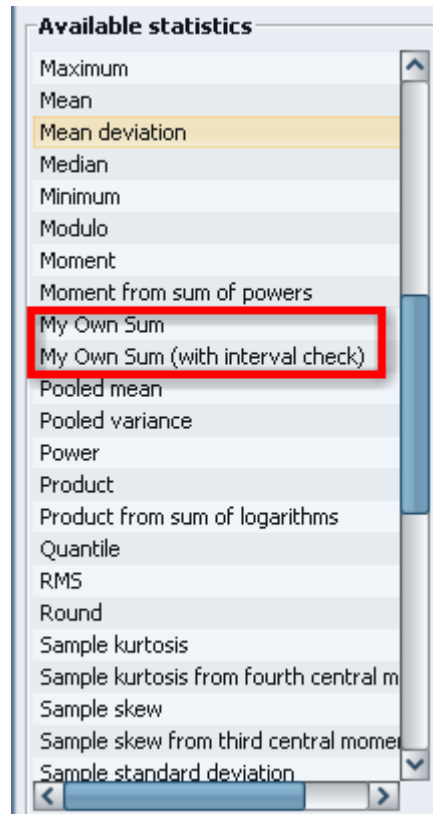 Available statistics
Maximum
Mean
Mean deviation
Median
Minimum
Modulo
Moment
Moment from sum of powers
My Own Sum
My Own Sum (with interval check)
Pooled mean
Pooled variance
Power
Product
Product from sum of logarithms
Quantile
RMS
Round
Sample kurtosis
Sample kurtosis from fourth central m
Sample skew
Sample skew from third central momer
Sample standard deviation